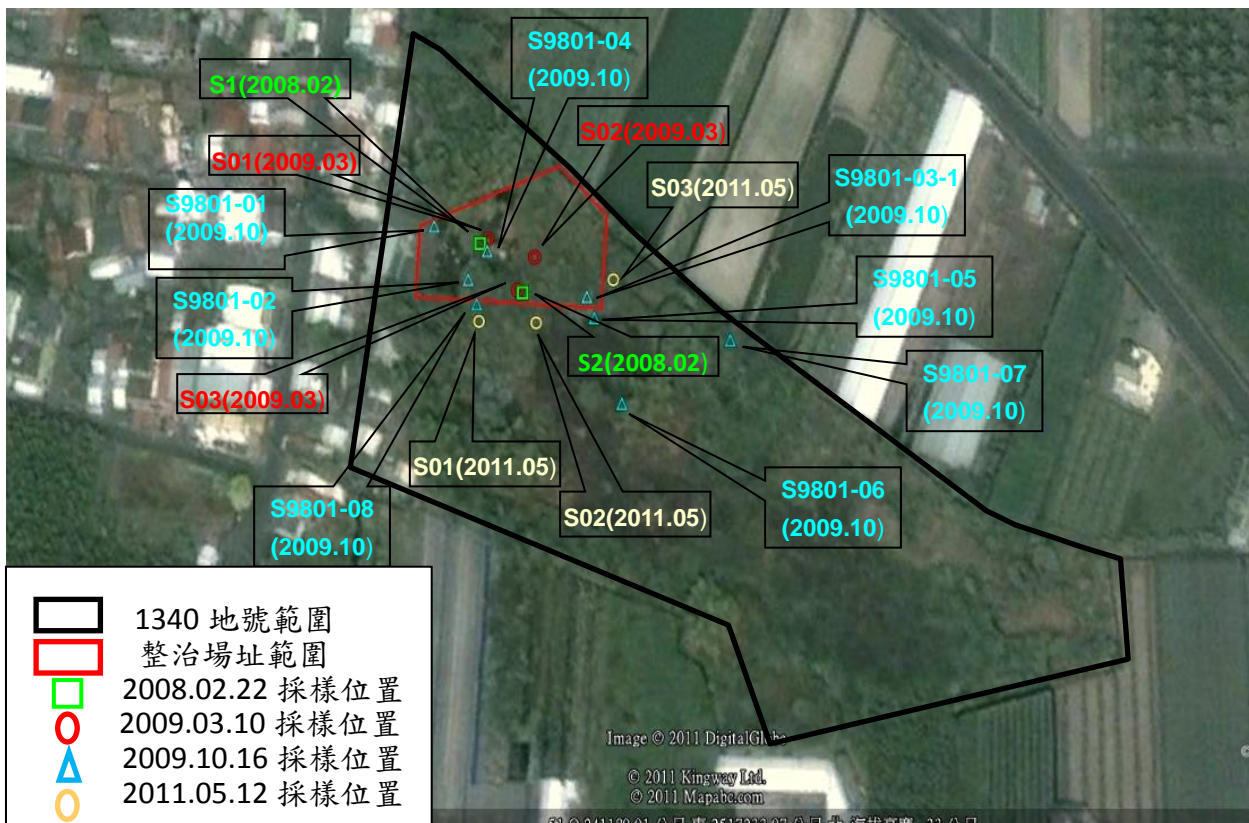 S9801-04
(2009.10)
S1(2008.02)
S02(2009.03)
S01(2009.03)
S03(2011.05)
S9801-03-1
(2009.10)
S9801-01
(2009.10)
S9801-02
(2009.10)
S9801-05
(2009.10)
S2(2008.02)
S9801-07
(2009.10)
S03(2009.03)
S01(2011.05)
S02(2011.05)
S9801-06
(2009.10)
S9801-08
(2009.10)
1340 地號範圍
整治場址範圍
2008.02.22 採樣位置
2009.03.10 採樣位置
2009.10.16 採樣位置
2011.05.12 採樣位置
Image © 2011 DigitalGlobe
© 2011 Kingway Ltd.
© 2011 Mapabc.com